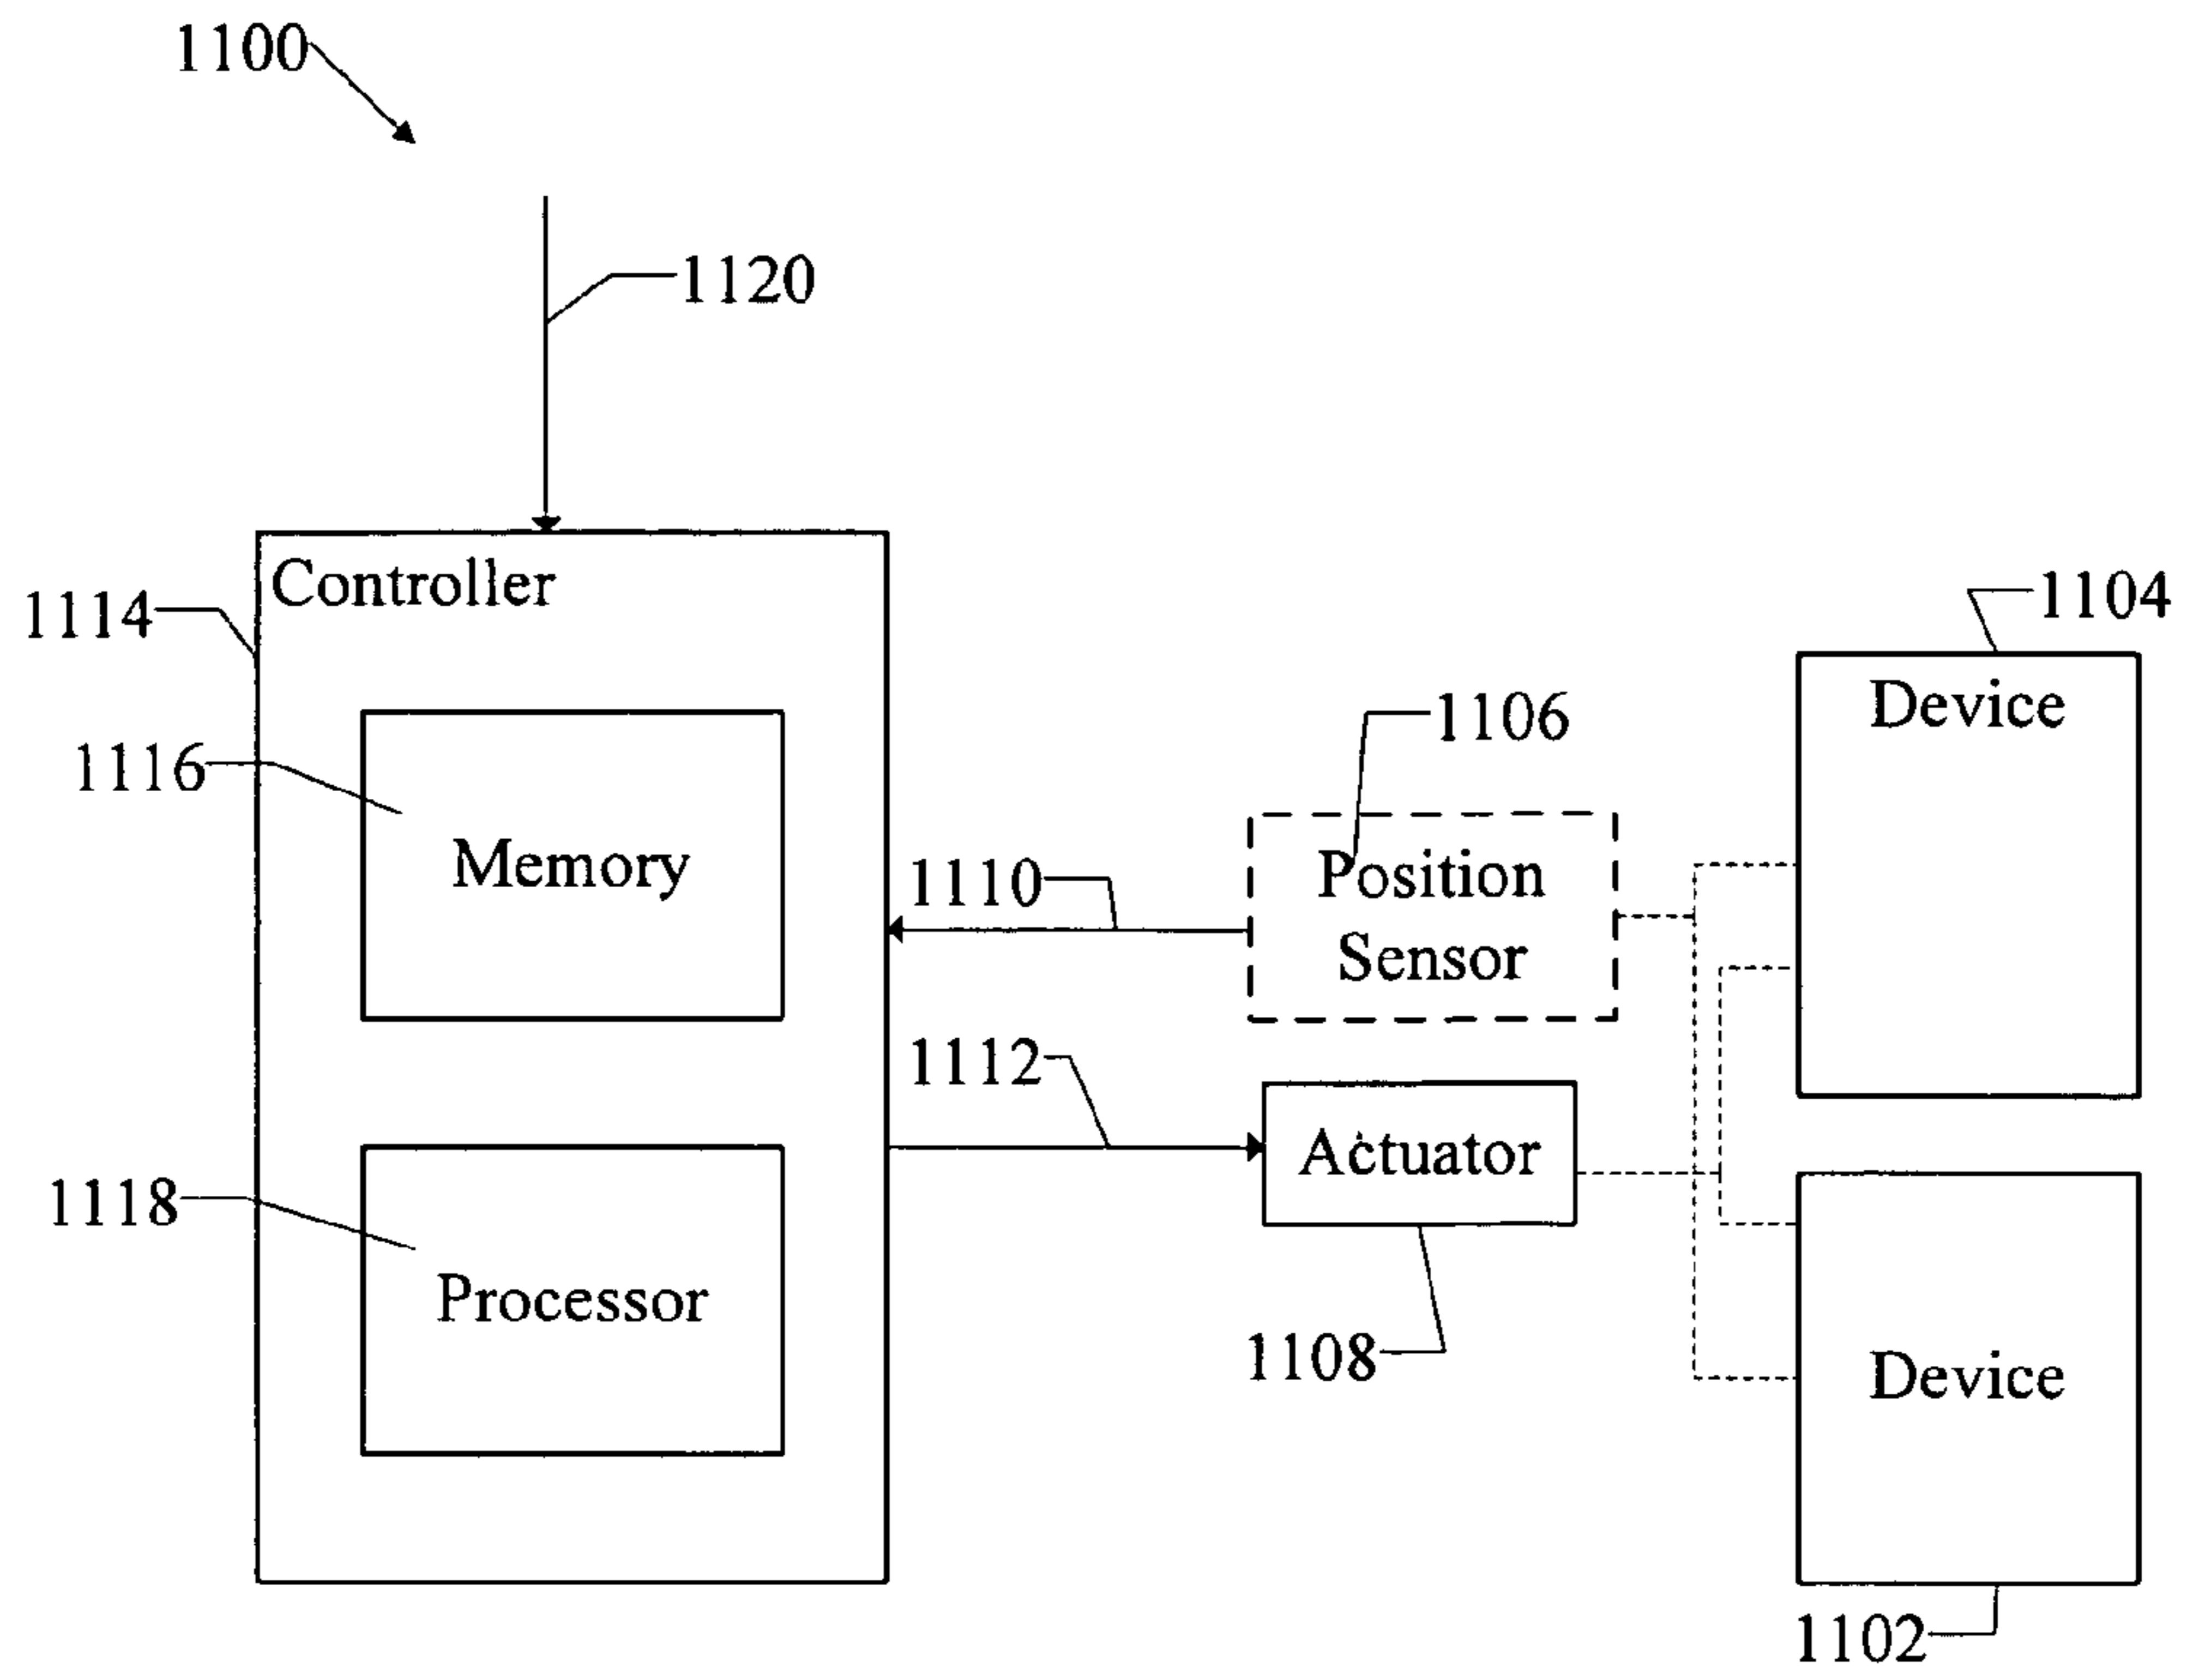 1100
1120
Controller
1114
1104
Device
1106
1116
Memory
1110
Position
Sensor
1112
Actuator
1118
Processor
1108
Device
1102